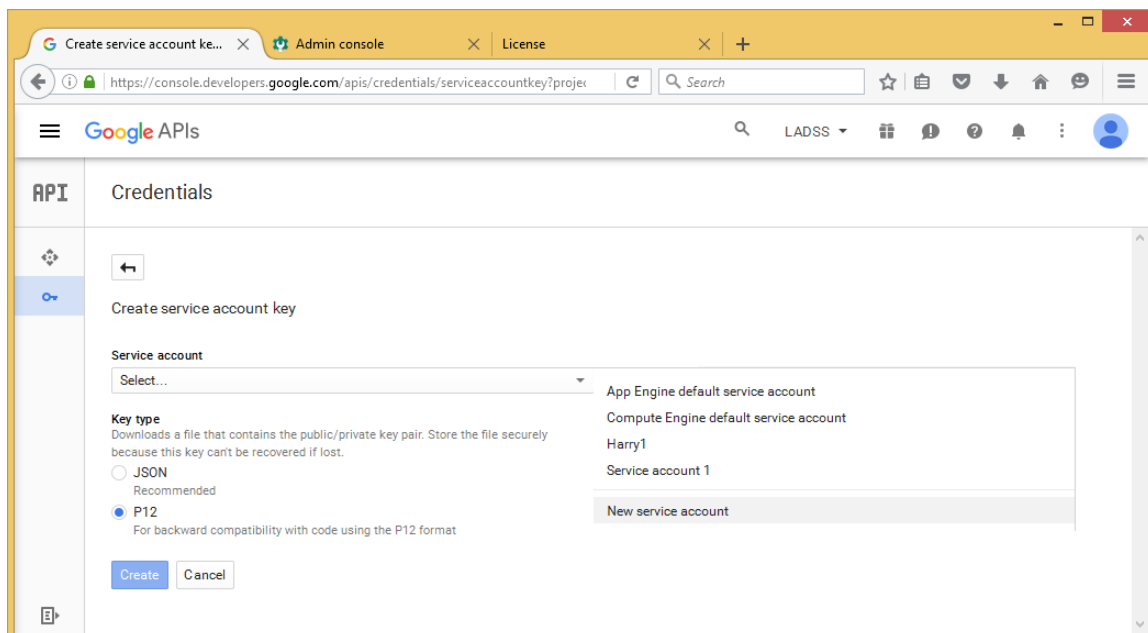 Create service account ke...
Admin console
License
https://console.developers.google.com/apis/credentials/serviceaccountkey?projec
Search
Google APIs
LADSS
API
Credentials
Create service account key
Service account
Select...
App Engine default service account
Compute Engine default service account
Harry1
Service account 1
New service account
Key type
Downloads a file that contains the public/private key pair. Store the file securely
because this key can't be recovered if lost.
JSON
Recommended
P12
For backward compatibility with code using the P12 format
Create
Cancel